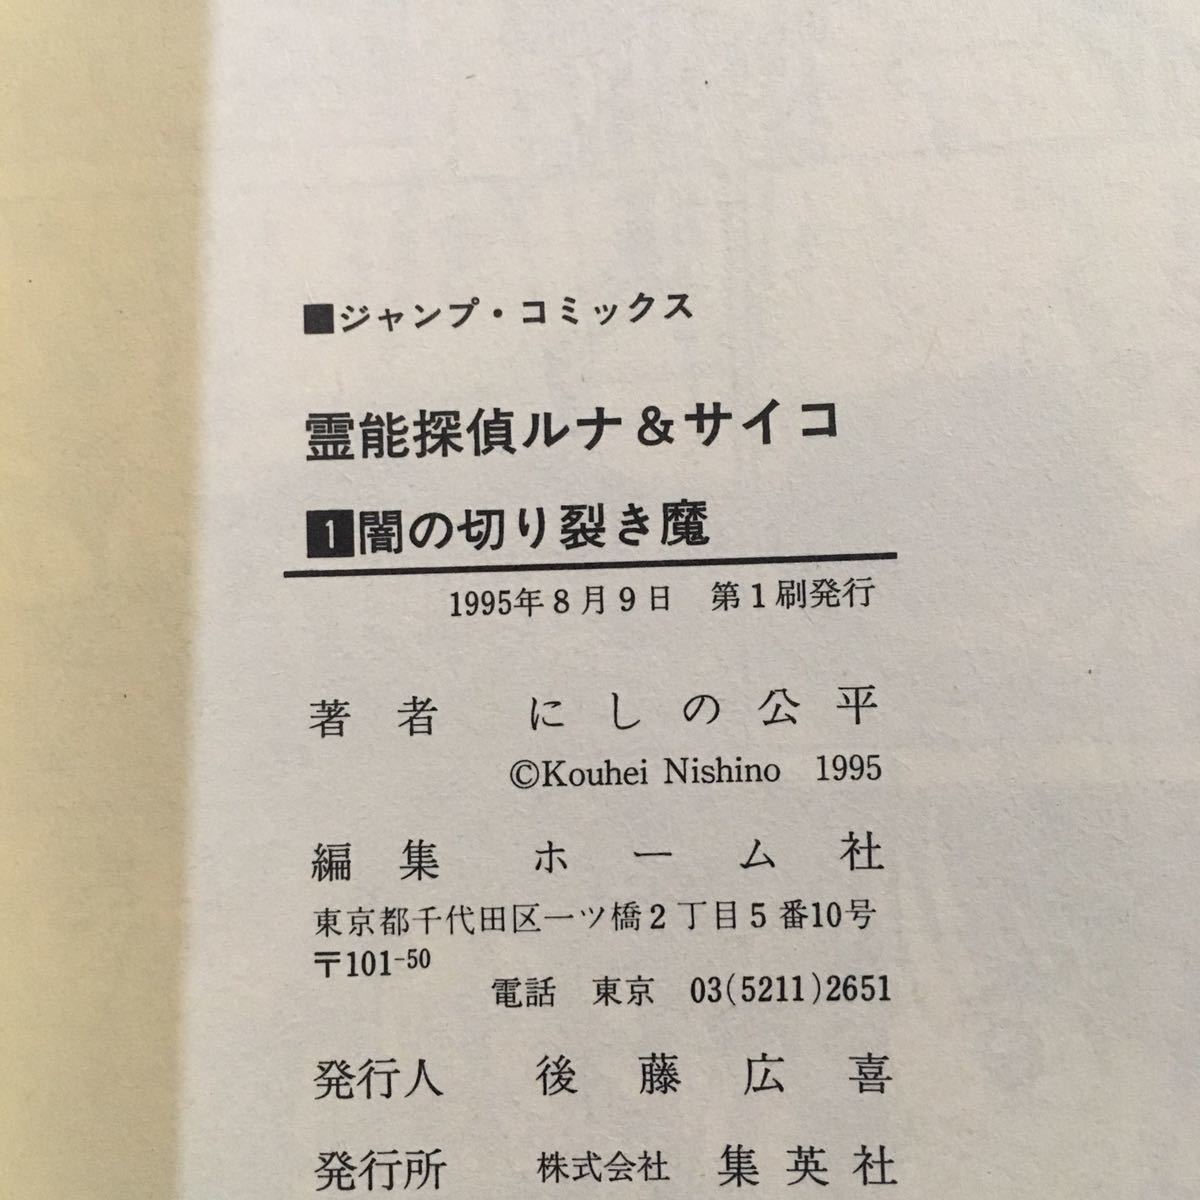 ■ジャンプ・コミックス
霊能探偵ルナ&サイコ
1闇の切り裂き魔
1995年8月9日 第1刷発行
著者 にしの公平
©Kouhei Nishino 1995
編集 ホーム社
東京都千代田区一ツ橋2丁目5番10号
〒101-50
電話 東京 03(5211)2651
発行人 後藤広喜
発行所 株式会社 集英社